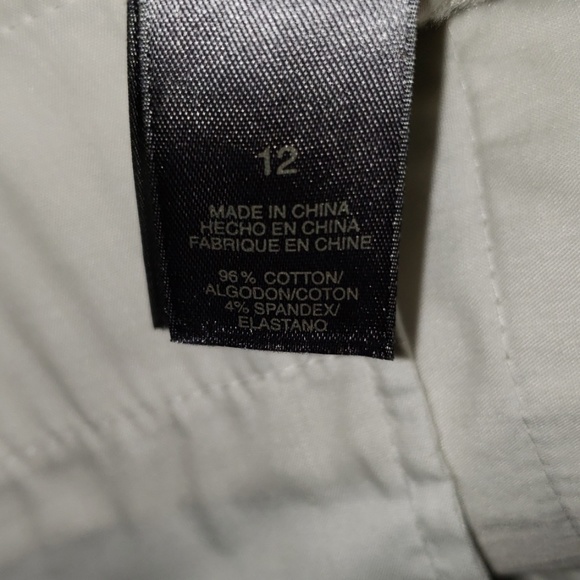 12
MADE IN CHINA
HECHO EN CHINA
FABRIQUE EN CHINE
96% COTTON/
ALGODON/COTON
4% SPANDEX/
ELASTANO